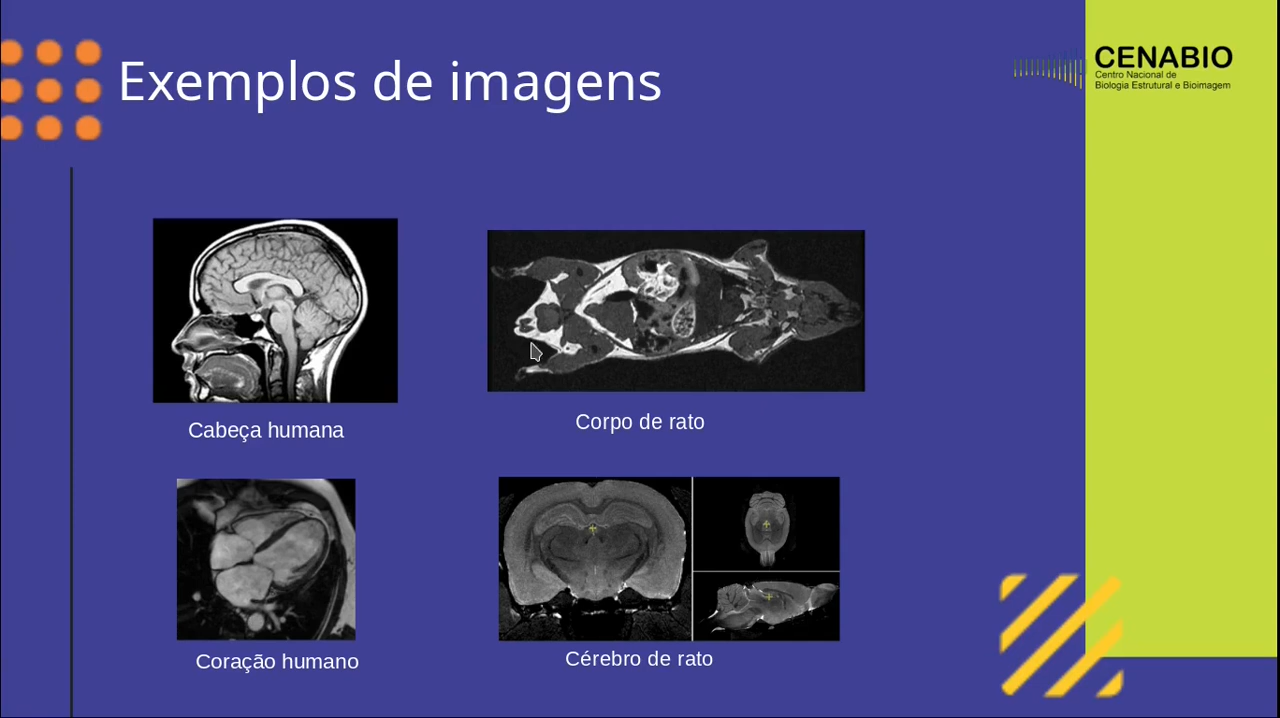 Exemplos de imagens
CENABIO
Centro Nacional de
Biologia Estrutural e Bioimagem
Cabeça humana
Corpo de rato
Coração humano
Cérebro de rato